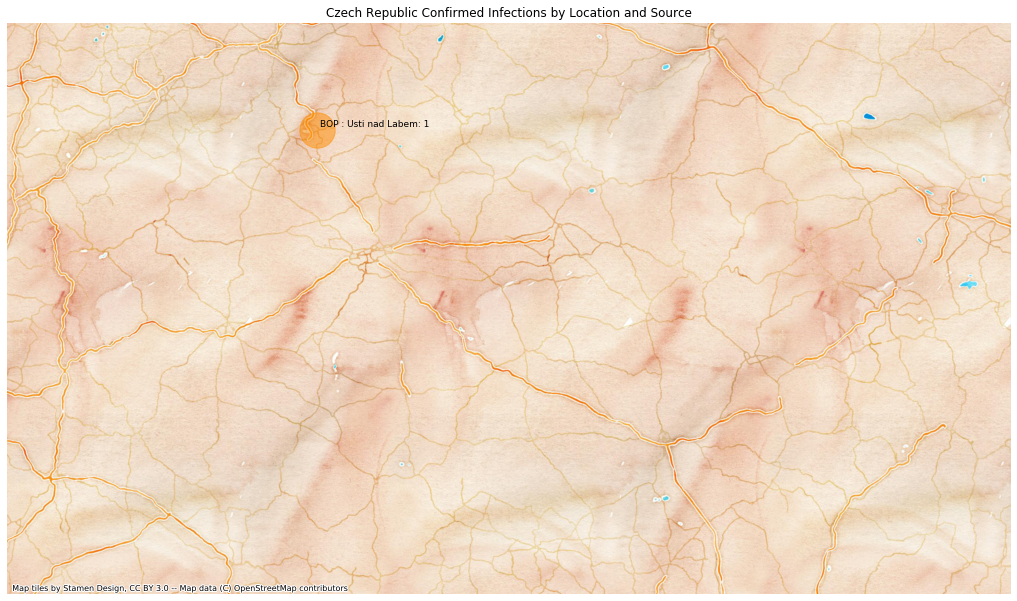 Czech Republic Confirmed Infections by Location and Source
BOP : Usti nad Labem: 1
Map tiles by Stamen Design, CC BY 3.0 -- Map data (C) OpenStreetMap contributors